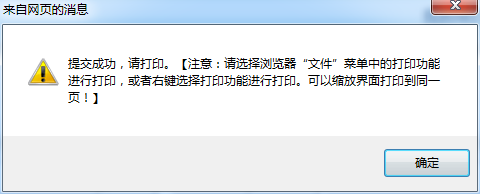 来自网页的消息
提交成功，请打印。【注意：请选择浏览器“文件”菜单中的打印功能
进行打印，或者右键选择打印功能进行打印。可以缩放界面打印到同一
页！】
确定